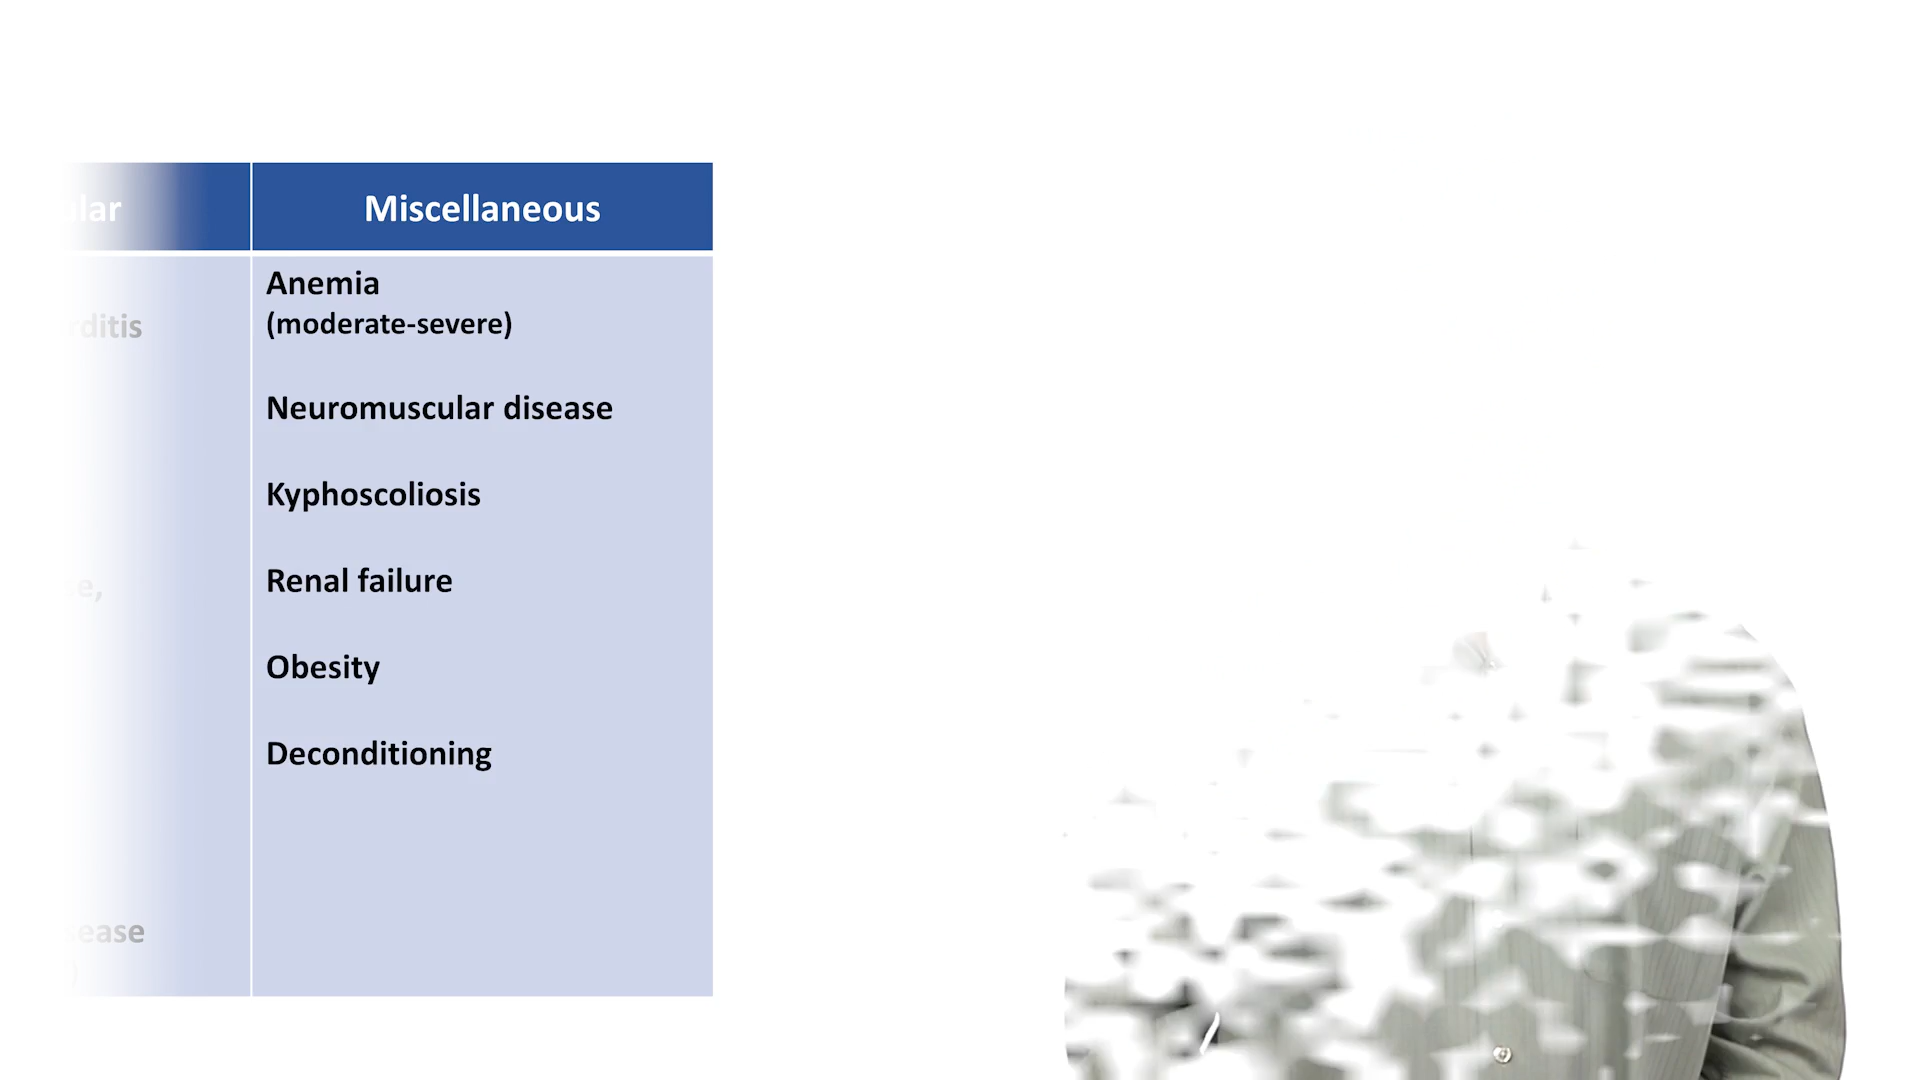 Miscellaneous
Anemia
(moderate-severe)
Neuromuscular disease
Kyphoscoliosis
Renal failure
Obesity
Deconditioning